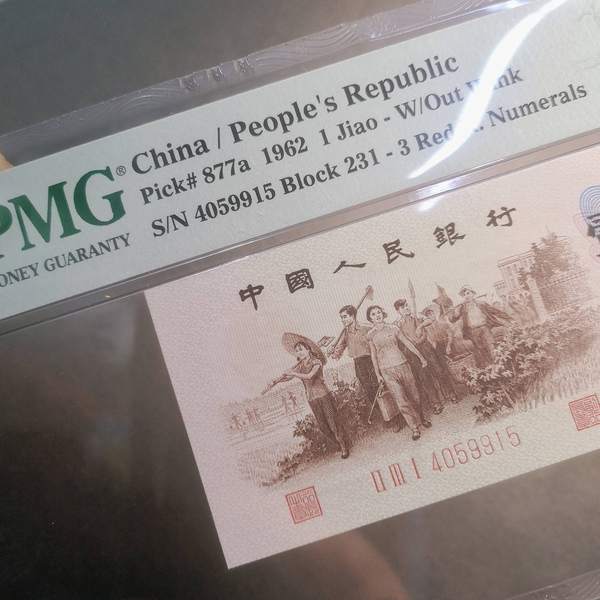 PMG®
China / People's Republic
Pick# 877a 1962 1 Jiao - W/Out
S/N 4059915 Block 231 - 3 Red Numerals
ONEY GUARANTY
中國人民銀行
II III I 4059915